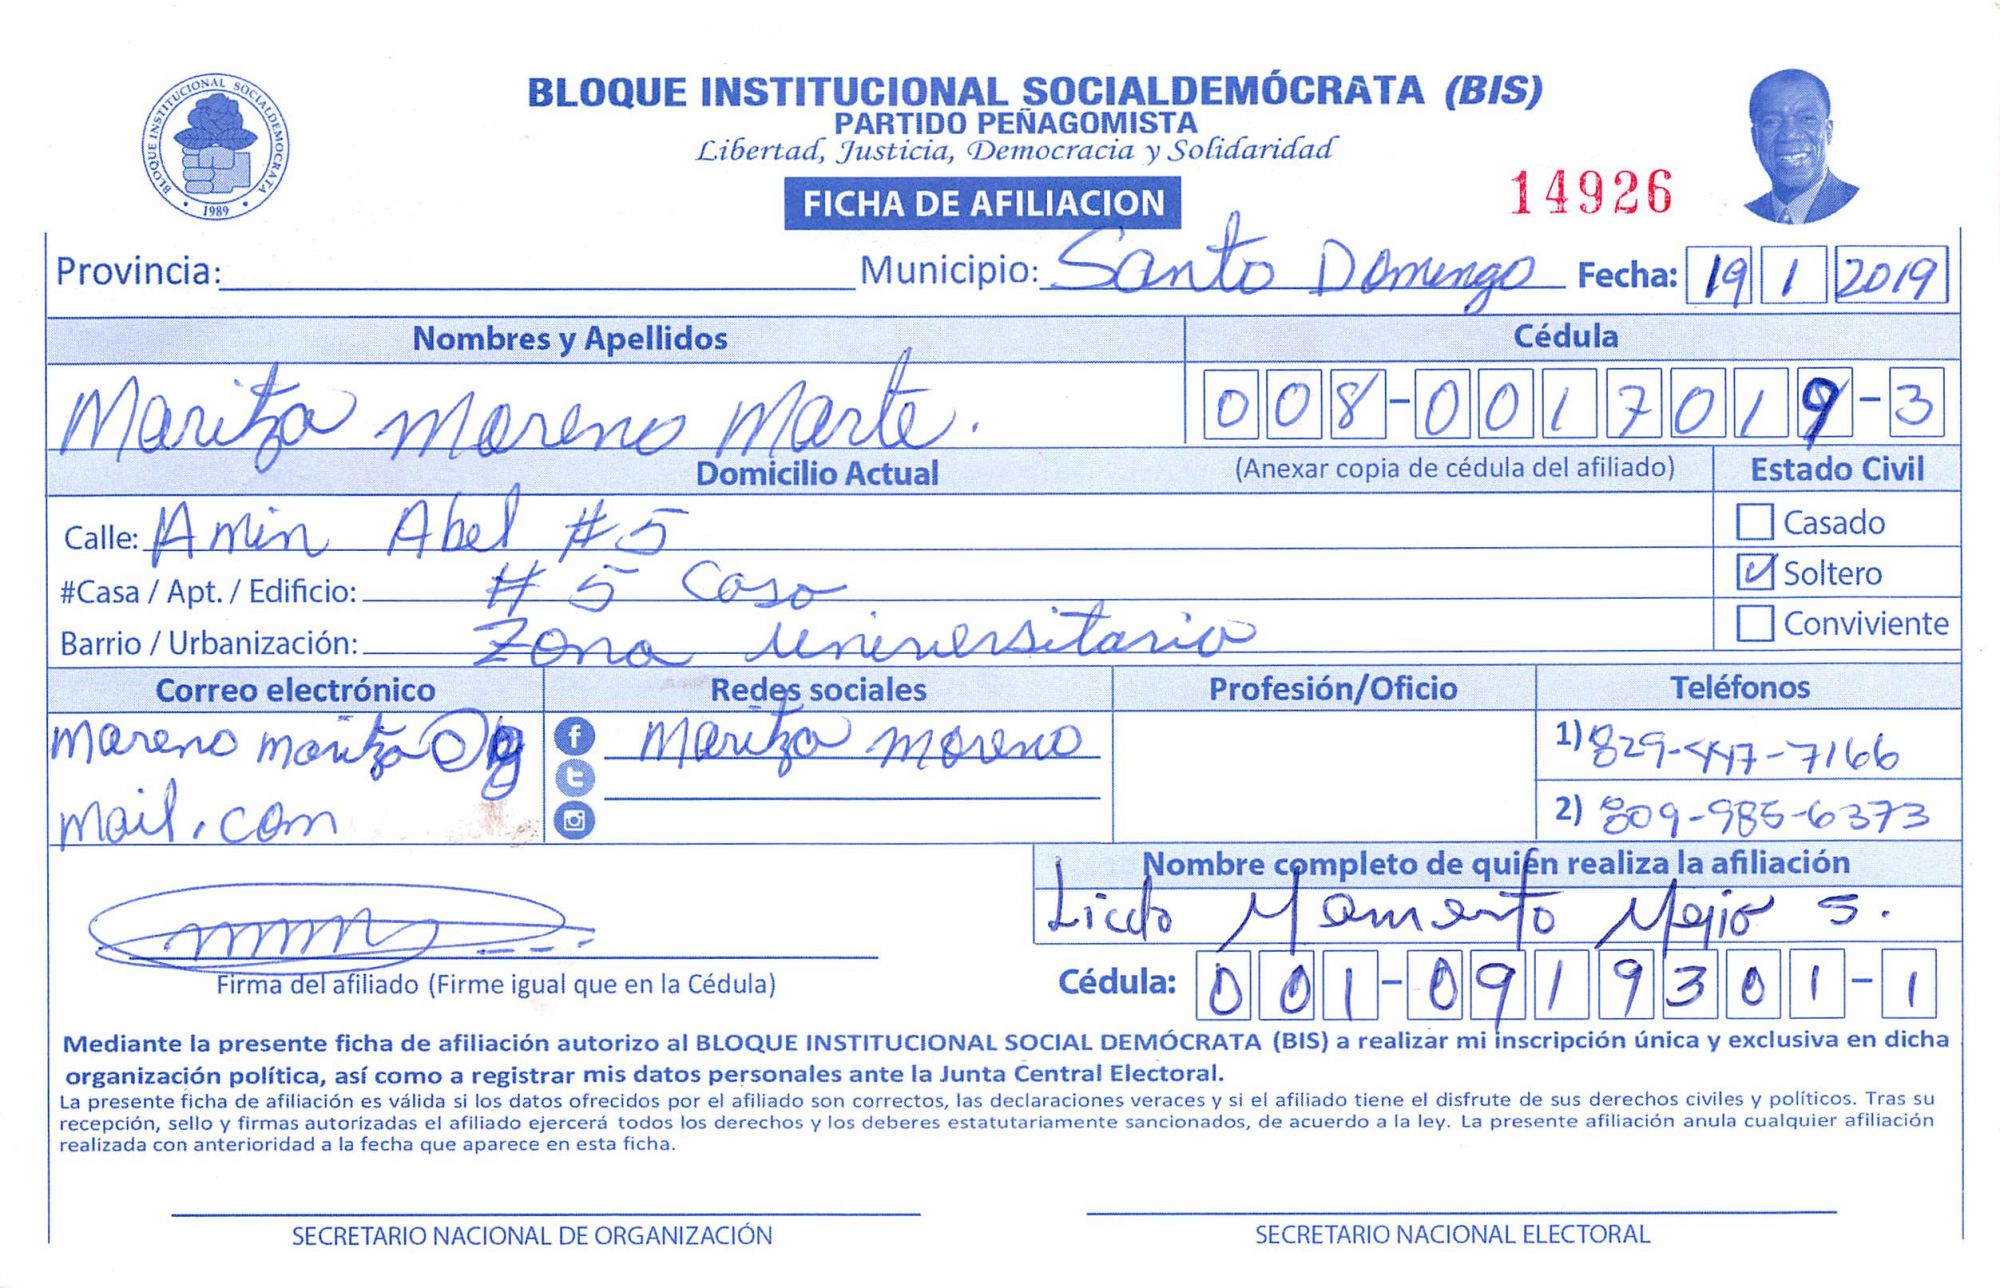 BLOQUE INSTITUCIONAL SOCIALDEMOCRATA
1989
BLOQUE INSTITUCIONAL SOCIALDEMÓCRATA (BIS)
PARTIDO PEÑAGOMISTA
Libertad, Justicia, Democracia y Solidaridad
FICHA DE AFILIACION
14926
Provincia: Municipio: Santo Domingo Fecha: 19 1 2019
Nombres y Apellidos Cédula
Maritza Moreno Marte. 008-0017019-3
Domicilio Actual (Anexar copia de cédula del afiliado) Estado Civil
Calle: Amin Abel #5 Casado
#Casa / Apt. / Edificio: #5 Casa Soltero
Barrio / Urbanización: Zona universitaria Conviviente
Correo electrónico Redes sociales Profesión/Oficio Teléfonos
moreno maritza@g Maritza moreno 1) 829-447-7166
mail.com 2) 809-985-6373
Nombre completo de quién realiza la afiliación
Licdo Mejio S.
Firma del afiliado (Firme igual que en la Cédula) Cédula: 001-0919301-1
Mediante la presente ficha de afiliación autorizo al BLOQUE INSTITUCIONAL SOCIAL DEMÓCRATA (BIS) a realizar mi inscripción única y exclusiva en dicha
organización política, así como a registrar mis datos personales ante la Junta Central Electoral.
La presente ficha de afiliación es válida si los datos ofrecidos por el afiliado son correctos, las declaraciones veraces y si el afiliado tiene el disfrute de sus derechos civiles y políticos. Tras su
recepción, sello y firmas autorizadas el afiliado ejercerá todos los derechos y los deberes estatutariamente sancionados, de acuerdo a la ley. La presente afiliación anula cualquier afiliación
realizada con anterioridad a la fecha que aparece en esta ficha.
SECRETARIO NACIONAL DE ORGANIZACIÓN SECRETARIO NACIONAL ELECTORAL